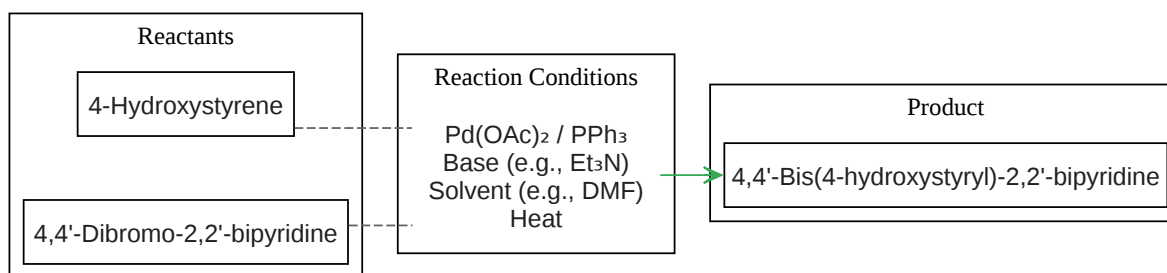 Reactants
4-Hydroxystyrene
4,4'-Dibromo-2,2'-bipyridine
Reaction Conditions
Pd(OAc)₂ / PPh₃
Base (e.g., Et₃N)
Solvent (e.g., DMF)
Heat
Product
4,4'-Bis(4-hydroxystyryl)-2,2'-bipyridine